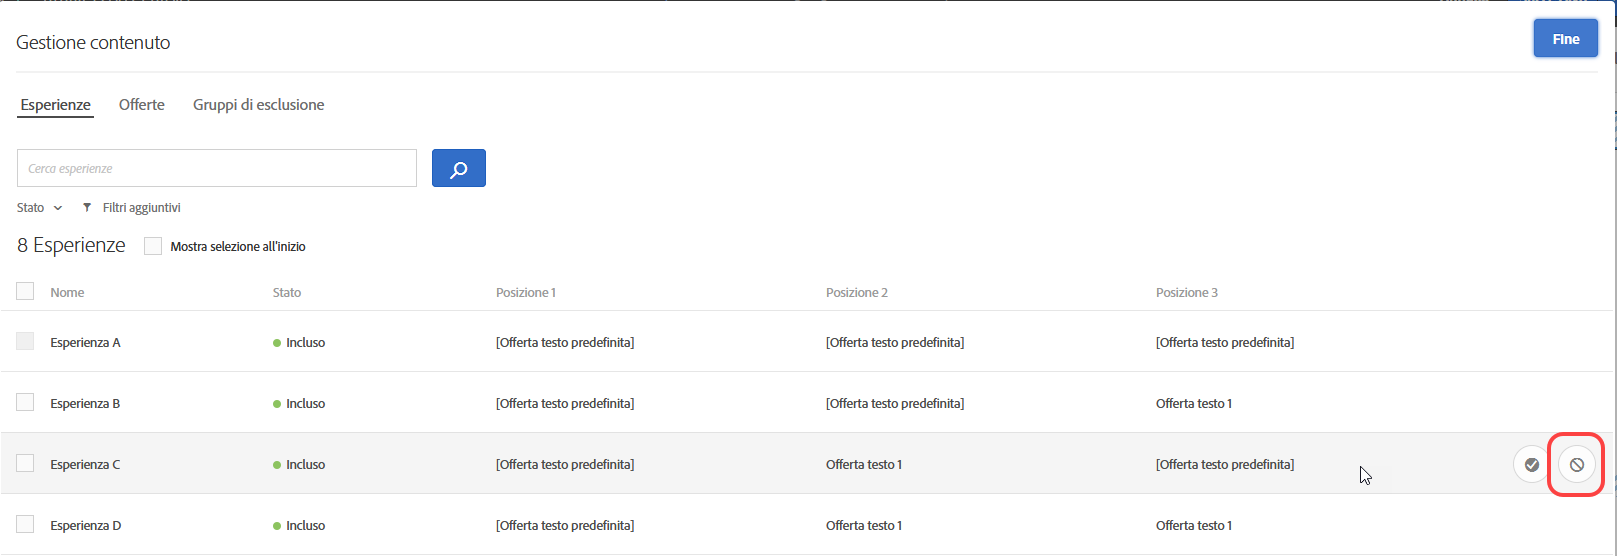 Gestione contenuto
Fine
Esperienze Offerte Gruppi di esclusione
Cerca esperienze
Stato Filtri aggiuntivi
8 Esperienze Mostra selezione all'inizio
Nome Stato Posizione 1 Posizione 2 Posizione 3
Esperienza A Incluso [Offerta testo predefinita] [Offerta testo predefinita] [Offerta testo predefinita]
Esperienza B Incluso [Offerta testo predefinita] [Offerta testo predefinita] Offerta testo 1
Esperienza C Incluso [Offerta testo predefinita] Offerta testo 1 [Offerta testo predefinita]
Esperienza D Incluso [Offerta testo predefinita] Offerta testo 1 Offerta testo 1